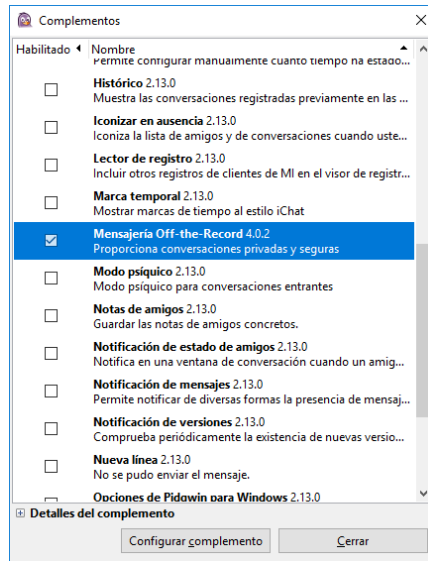 Complementos
Habilitado Nombre
Permite configurar manualmente cuánto tiempo ha estado...
Histórico 2.13.0
Muestra las conversaciones registradas previamente en las ...
Iconizar en ausencia 2.13.0
Iconiza la lista de amigos y de conversaciones cuando uste...
Lector de registro 2.13.0
Incluir otros registros de clientes de MI en el visor de registr...
Marca temporal 2.13.0
Mostrar marcas de tiempo al estilo iChat
Mensajería Off-the-Record 4.0.2
Proporciona conversaciones privadas y seguras
Modo psíquico 2.13.0
Modo psíquico para conversaciones entrantes
Notas de amigos 2.13.0
Guardar las notas de amigos concretos.
Notificación de estado de amigos 2.13.0
Notifica en una ventana de conversación cuando un amig...
Notificación de mensajes 2.13.0
Permite notificar de diversas formas la presencia de mensaj...
Notificación de versiones 2.13.0
Comprueba periódicamente la existencia de nuevas versio...
Nueva línea 2.13.0
No se pudo enviar el mensaje.
Opciones de Pidgwin para Windows 2.13.0
Detalles del complemento
Configurar complemento Cerrar